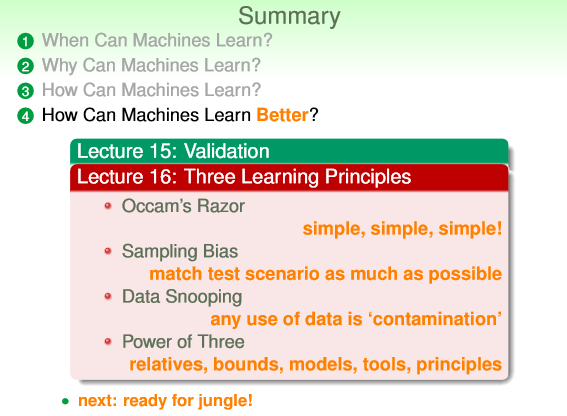 Summary
1 When Can Machines Learn?
2 Why Can Machines Learn?
3 How Can Machines Learn?
4 How Can Machines Learn Better?
Lecture 15: Validation
Lecture 16: Three Learning Principles
• Occam's Razor
simple, simple, simple!
• Sampling Bias
match test scenario as much as possible
• Data Snooping
any use of data is ‘contamination’
• Power of Three
relatives, bounds, models, tools, principles
• next: ready for jungle!